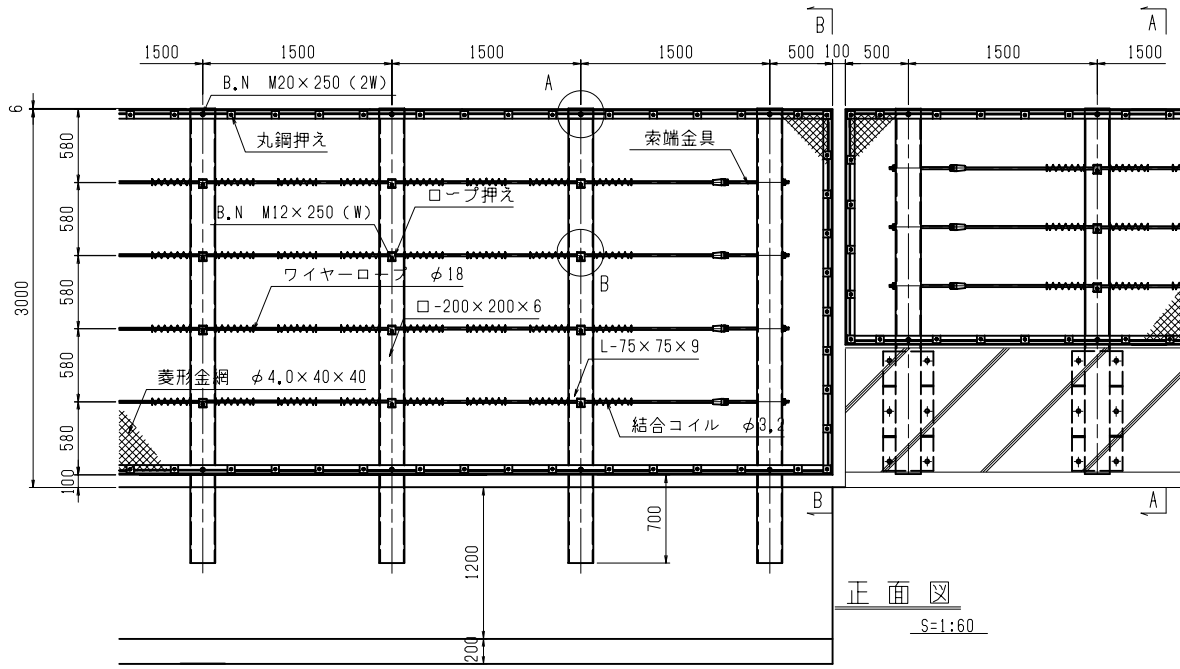 B
A
1500
1500
1500
1500
500
100
500
1500
1500
B.N M20×250 (2W)
A
6
580
丸鋼押え
索端金具
580
ロープ押え
B.N M12×250 (W)
3000
580
ワイヤーロープ φ18
B
□-200×200×6
580
L-75×75×9
菱形金網 φ4.0×40×40
580
結合コイル φ3.2
100
B
A
700
1200
正面図
S=1:60
200